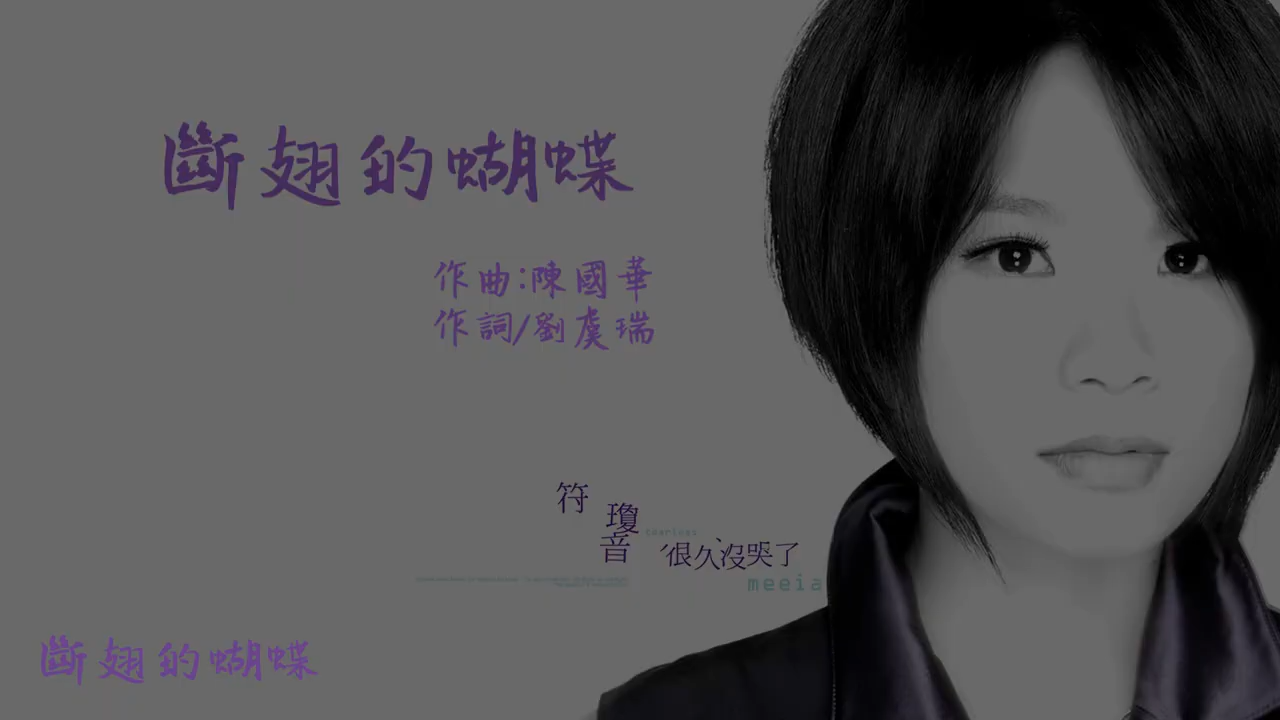 斷翅的蝴蝶
作曲:陳國華
作詞/劉虞瑞
符
瓊
音
很久沒哭了
meeia
斷翅的蝴蝶